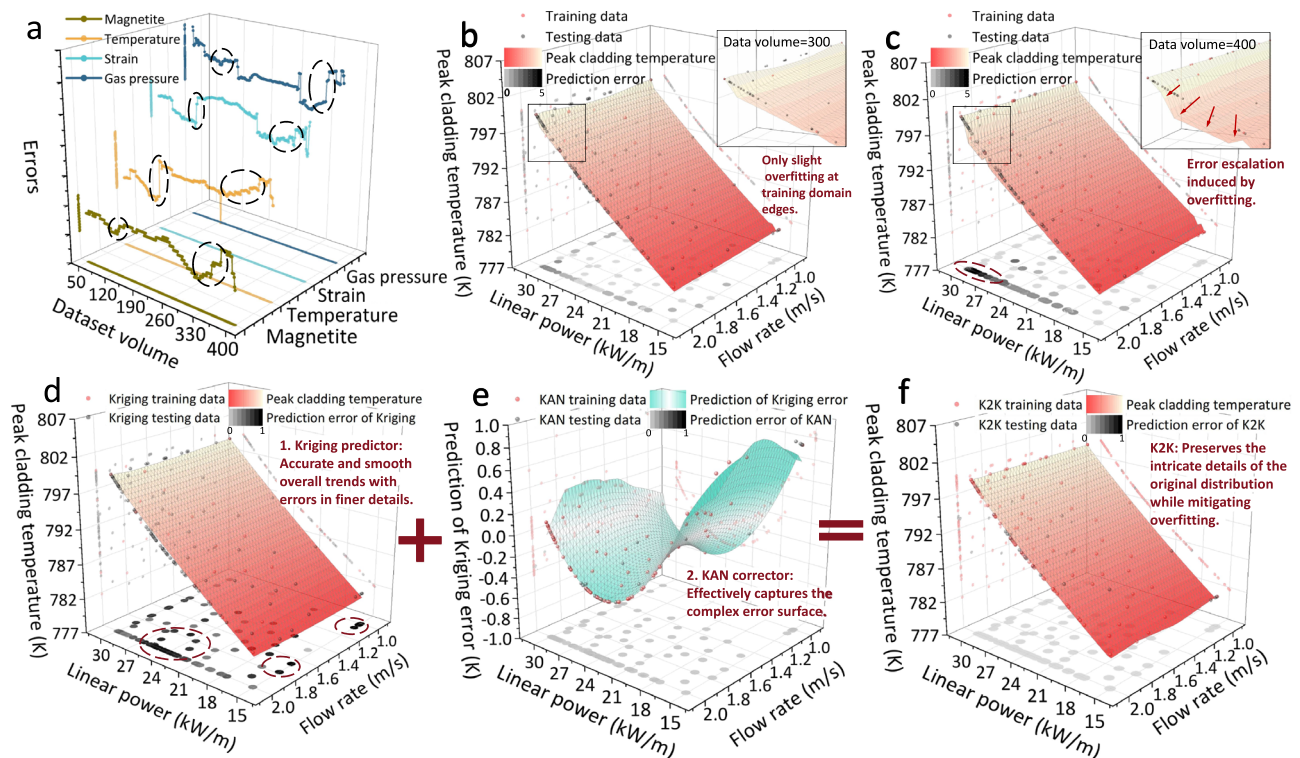 a
Magnetite
Temperature
Strain
Gas pressure
Errors
50
120
190
260
330
400
Dataset volume
Gas pressure
Strain
Temperature
Magnetite
b
Training data
Testing data
Peak cladding temperature
Prediction error
0
5
Data volume=300
Only slight
overfitting at
training domain
edges.
Peak cladding temperature (K)
807
802
797
792
787
782
777
30
27
24
21
18
15
Linear power (kW/m)
2.0
1.8
1.6
1.4
1.2
1.0
Flow rate (m/s)
c
Training data
Testing data
Peak cladding temperature
Prediction error
0
5
Data volume=400
Error escalation
induced by
overfitting.
Peak cladding temperature (K)
807
802
797
792
787
782
777
30
27
24
21
18
15
Linear power (kW/m)
2.0
1.8
1.6
1.4
1.2
1.0
Flow rate (m/s)
d
Kriging training data
Kriging testing data
Peak cladding temperature
Prediction error of Kriging
0
1
1. Kriging predictor:
Accurate and smooth
overall trends with
errors in finer details.
Peak cladding temperature (K)
807
802
797
792
787
782
777
30
27
24
21
18
15
Linear power (kW/m)
2.0
1.8
1.6
1.4
1.2
1.0
Flow rate (m/s)
+
e
KAN training data
KAN testing data
Prediction of Kriging error
Prediction error of KAN
0
1
2. KAN corrector:
Effectively captures the
complex error surface.
Prediction of Kriging error (K)
1.0
0.8
0.6
0.4
0.2
0.0
-0.2
-0.4
-0.6
-0.8
-1.0
30
27
24
21
18
15
Linear power (kW/m)
2.0
1.8
1.6
1.4
1.2
1.0
Flow rate (m/s)
=
f
K2K training data
K2K testing data
Peak cladding temperature
Prediction error of K2K
0
1
K2K: Preserves the
intricate details of the
original distribution
while mitigating
overfitting.
Peak cladding temperature (K)
807
802
797
792
787
782
777
30
27
24
21
18
15
Linear power (kW/m)
2.0
1.8
1.6
1.4
1.2
1.0
Flow rate (m/s)